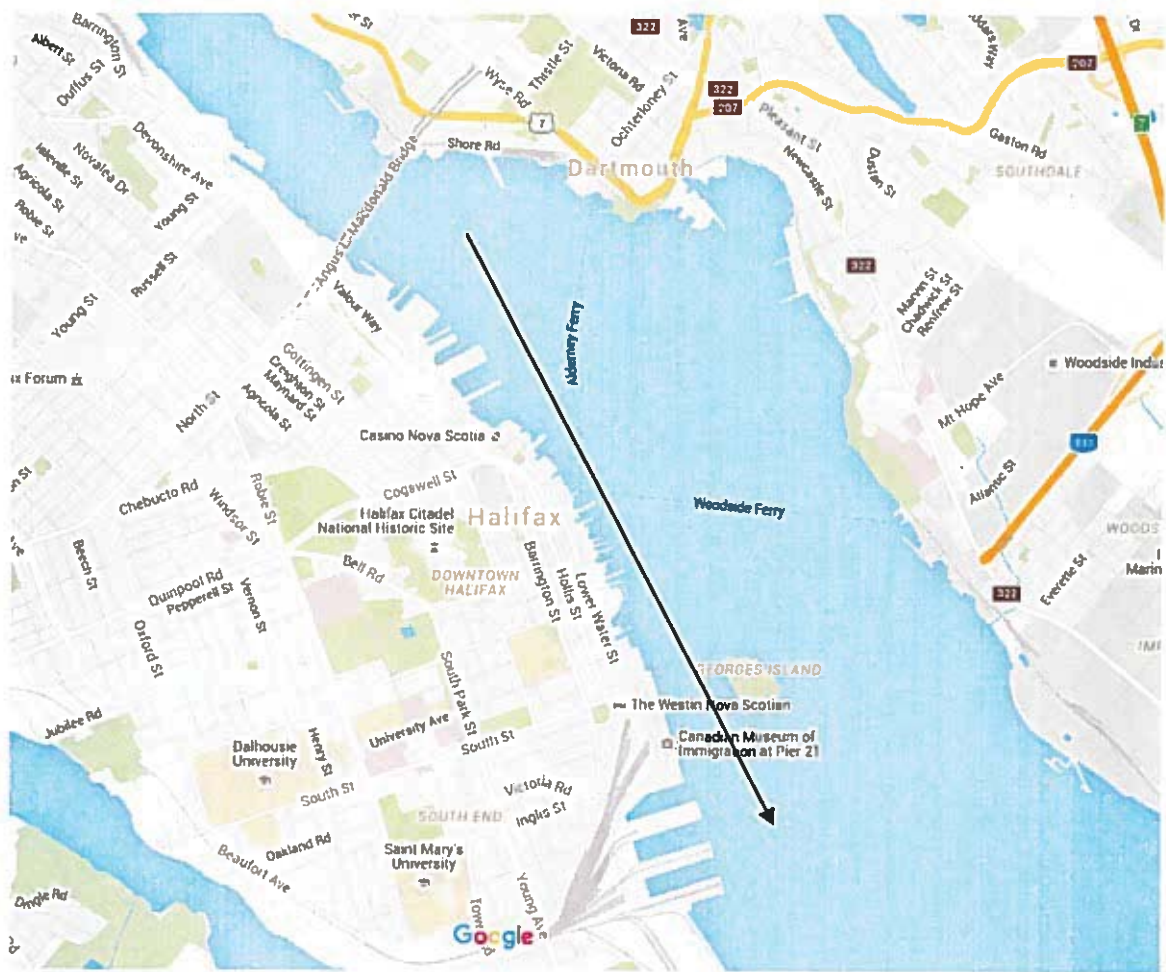 Barrington St
Albert St
Duffus St
Devonshire Ave
Novalea Dr
Isleville St
Agricola St
Robie St
Young St
Russell St
Young St
Angus L. Macdonald Bridge
Valour Way
Wyse Rd
Thistle St
Victoria Rd
322
Ave
Ochterloney St
322
207
7
Shore Rd
Dartmouth
Pleasant St
Newcastle St
Dustan St
Gaston Rd
SOUTHDALE
207
7
322
Marvin St
Chadwick St
Renfrew St
Alderney Ferry
Woodside Indus
Mt Hope Ave
111
Atlantic St
WOODS
Everette St
322
Marin
IMP
Woodside Ferry
ax Forum
North St
Gottingen St
Creighton St
Maynard St
Agricola St
Casino Nova Scotia
Cogswell St
Chebucto Rd
Windsor St
Robie St
Halifax Citadel
National Historic Site
Halifax
Bell Rd
DOWNTOWN
HALIFAX
Barrington St
Hollis St
Lower Water St
Beech St
Quinpool Rd
Pepperell St
Vernon St
Oxford St
South Park St
GEORGES ISLAND
The Westin Nova Scotian
Canadian Museum of
Immigration at Pier 21
Jubilee Rd
Dalhousie
University
Henry St
University Ave
South St
South St
Victoria Rd
Inglis St
SOUTH END
Oakland Rd
Beaufort Ave
Saint Mary's
University
Young Ave
Dingle Rd
Google